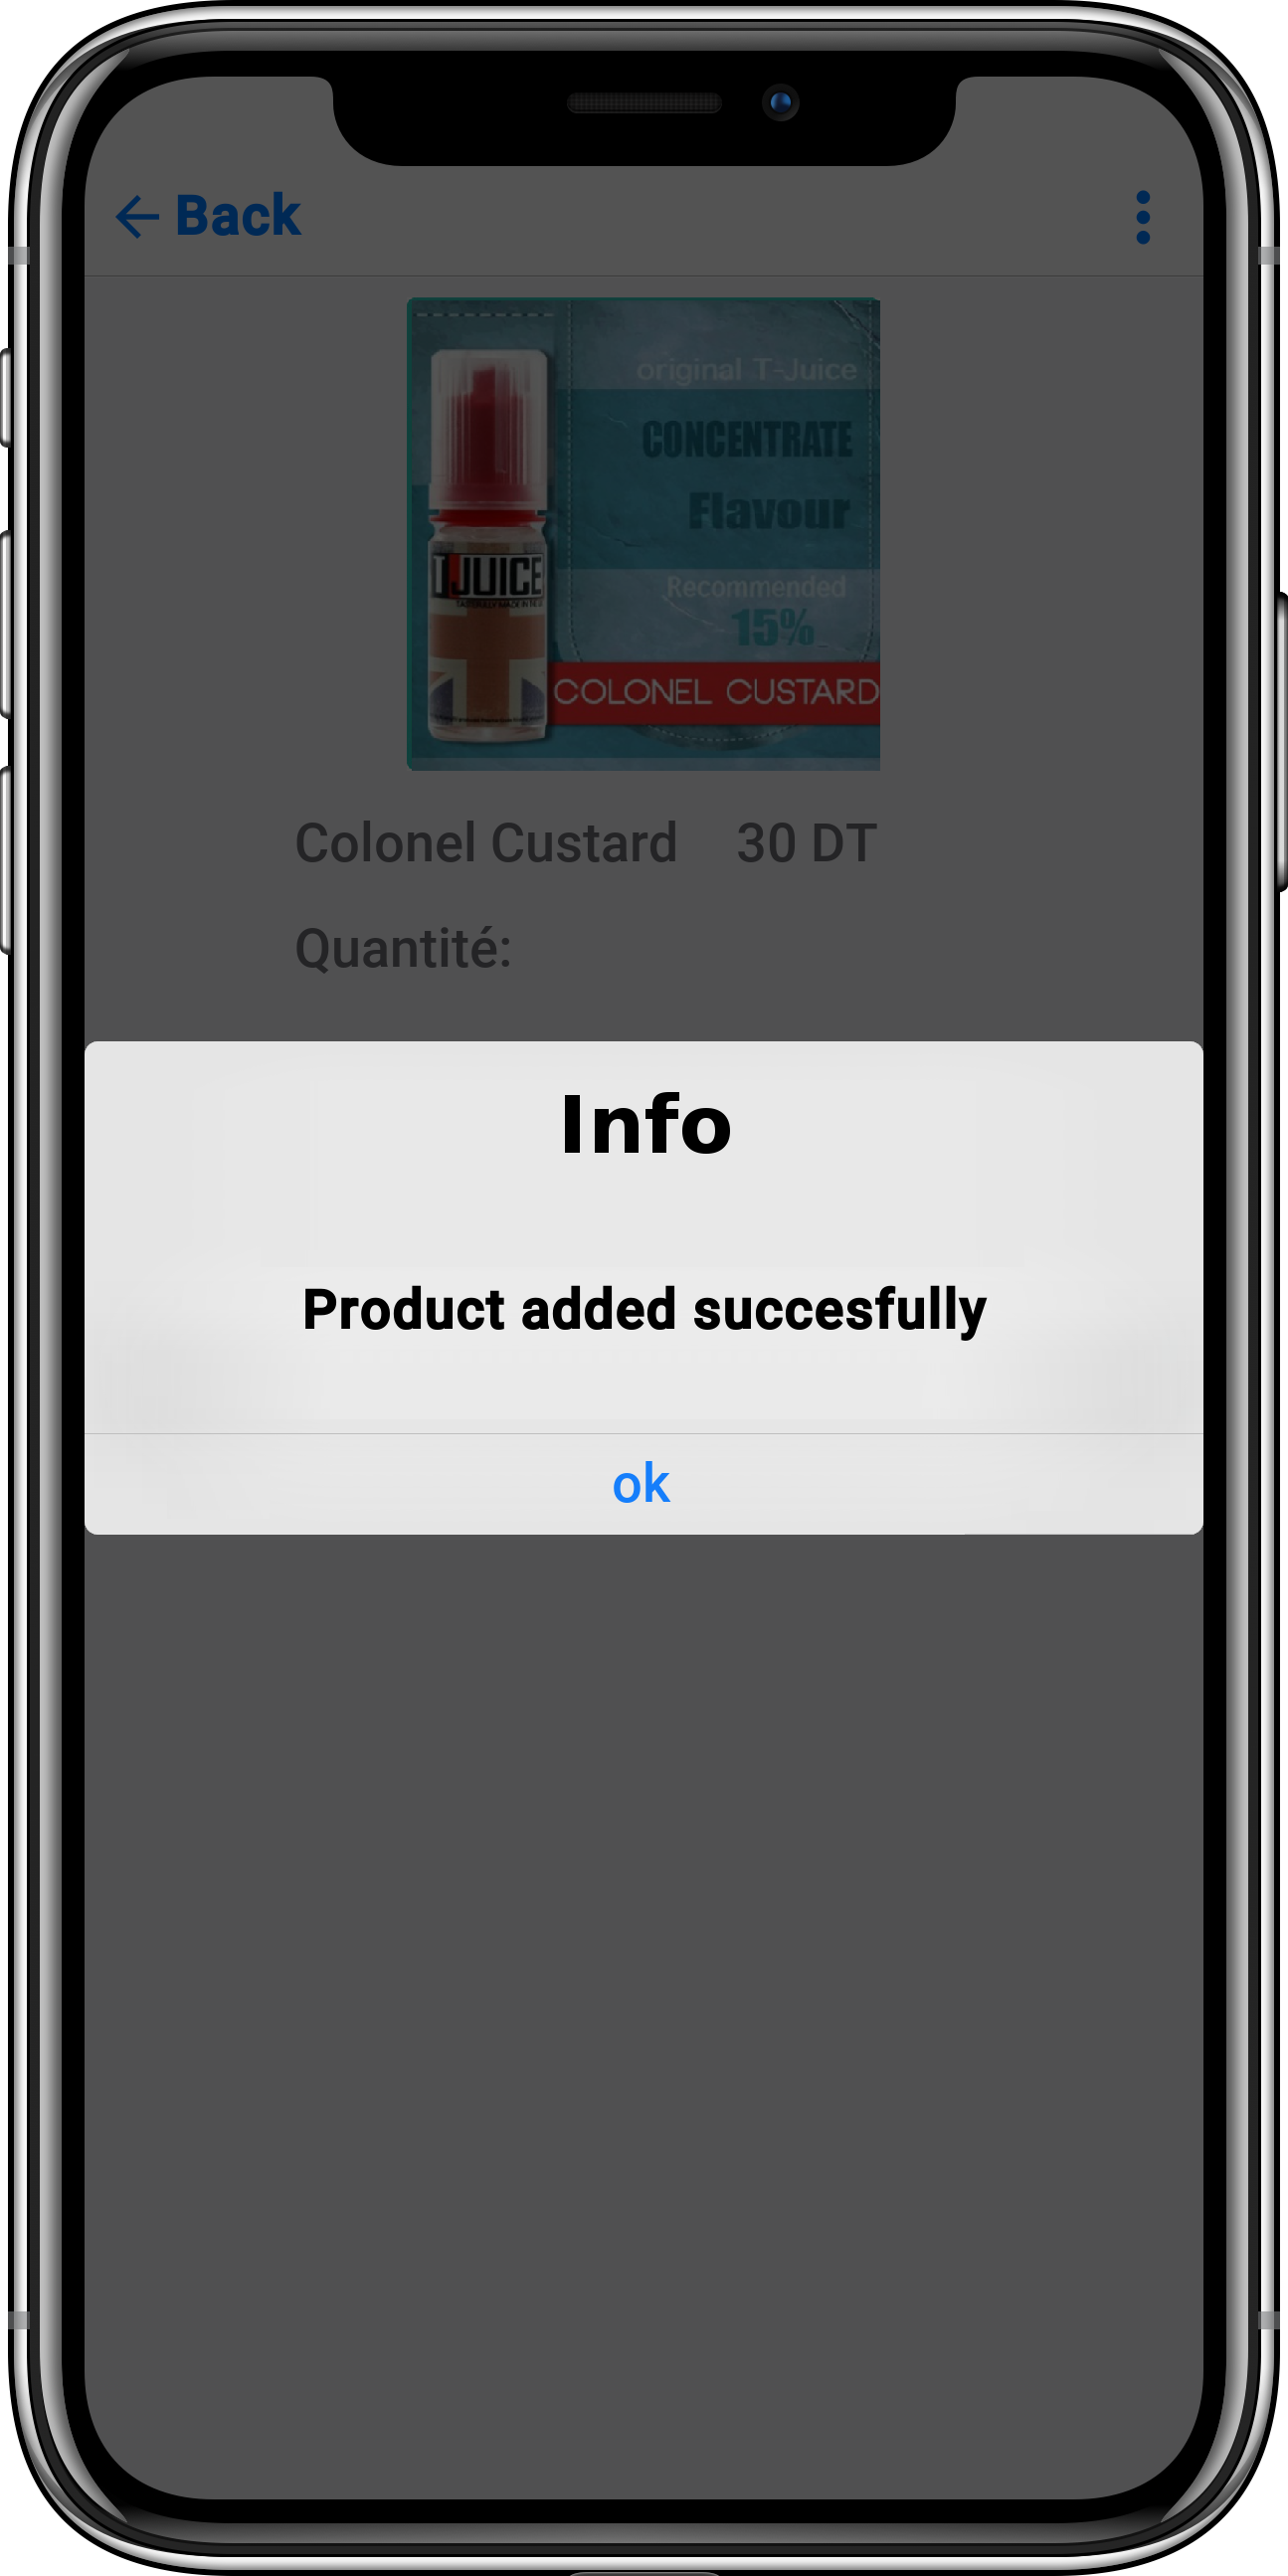 Back
original T-Juice
CONCENTRATE
Flavour
TJUICE
Recommended
15%
COLONEL CUSTARD
Colonel Custard 30 DT
Quantité:
Info
Product added succesfully
ok